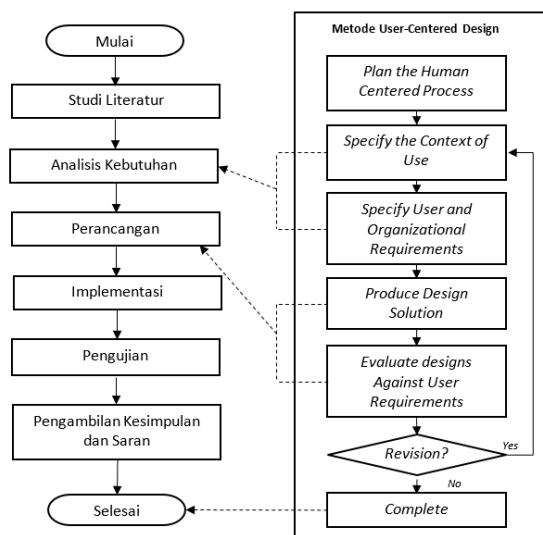 Mulai
Studi Literatur
Analisis Kebutuhan
Perancangan
Implementasi
Pengujian
Pengambilan Kesimpulan
dan Saran
Selesai
Metode User-Centered Design
Plan the Human
Centered Process
Specify the Context of
Use
Specify User and
Organizational
Requirements
Produce Design
Solution
Evaluate designs
Against User
Requirements
Revision?
Yes
No
Complete